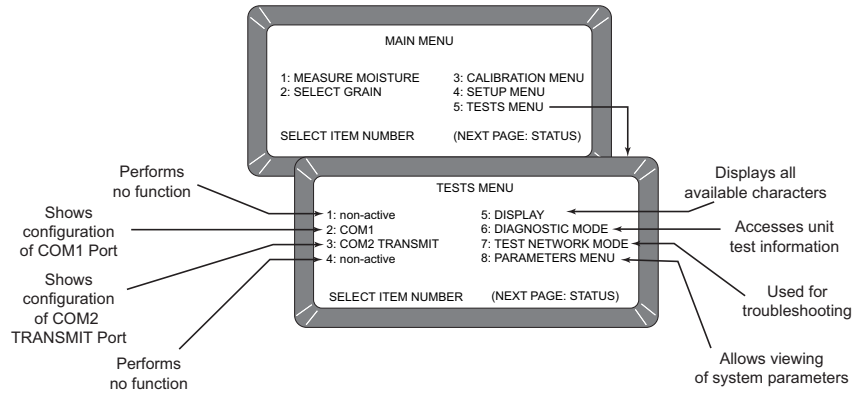 MAIN MENU
1: MEASURE MOISTURE
2: SELECT GRAIN
3: CALIBRATION MENU
4: SETUP MENU
5: TESTS MENU
SELECT ITEM NUMBER (NEXT PAGE: STATUS)
TESTS MENU
1: non-active
2: COM1
3: COM2 TRANSMIT
4: non-active
5: DISPLAY
6: DIAGNOSTIC MODE
7: TEST NETWORK MODE
8: PARAMETERS MENU
SELECT ITEM NUMBER (NEXT PAGE: STATUS)
Performs
no function
Shows
configuration
of COM1 Port
Shows
configuration
of COM2
TRANSMIT Port
Performs
no function
Displays all
available characters
Accesses unit
test information
Used for
troubleshooting
Allows viewing
of system parameters